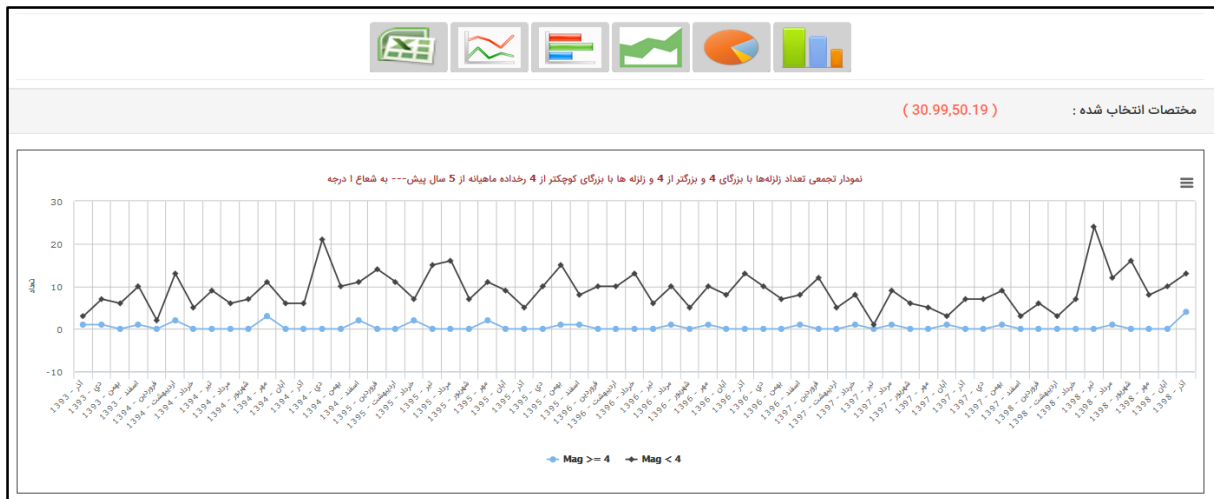 مختصات انتخاب شده : ( 30.99,50.19 )
نمودار تجمعی تعداد زلزله‌ها با بزرگای 4 و بزرگتر از 4 و زلزله ها با بزرگای کوچکتر از 4 رخداده ماهیانه از 5 سال پیش--- به شعاع ا درجه
30
20
10
0
-10
تعداد
آذر - 1393
دي - 1393
بهمن - 1393
اسفند - 1393
فروردین - 1394
اردیبهشت - 1394
خرداد - 1394
تیر - 1394
مرداد - 1394
شهریور - 1394
مهر - 1394
آبان - 1394
آذر - 1394
دي - 1394
بهمن - 1394
اسفند - 1394
فروردین - 1395
اردیبهشت - 1395
خرداد - 1395
تیر - 1395
مرداد - 1395
شهریور - 1395
مهر - 1395
آبان - 1395
آذر - 1395
دي - 1395
بهمن - 1395
اسفند - 1395
فروردین - 1396
اردیبهشت - 1396
خرداد - 1396
تیر - 1396
مرداد - 1396
شهریور - 1396
مهر - 1396
آبان - 1396
آذر - 1396
دي - 1396
بهمن - 1396
اسفند - 1396
فروردین - 1397
اردیبهشت - 1397
خرداد - 1397
تیر - 1397
مرداد - 1397
شهریور - 1397
مهر - 1397
آبان - 1397
آذر - 1397
دي - 1397
بهمن - 1397
اسفند - 1397
فروردین - 1398
اردیبهشت - 1398
خرداد - 1398
تیر - 1398
مرداد - 1398
شهریور - 1398
مهر - 1398
آبان - 1398
آذر - 1398
Mag >= 4 Mag < 4